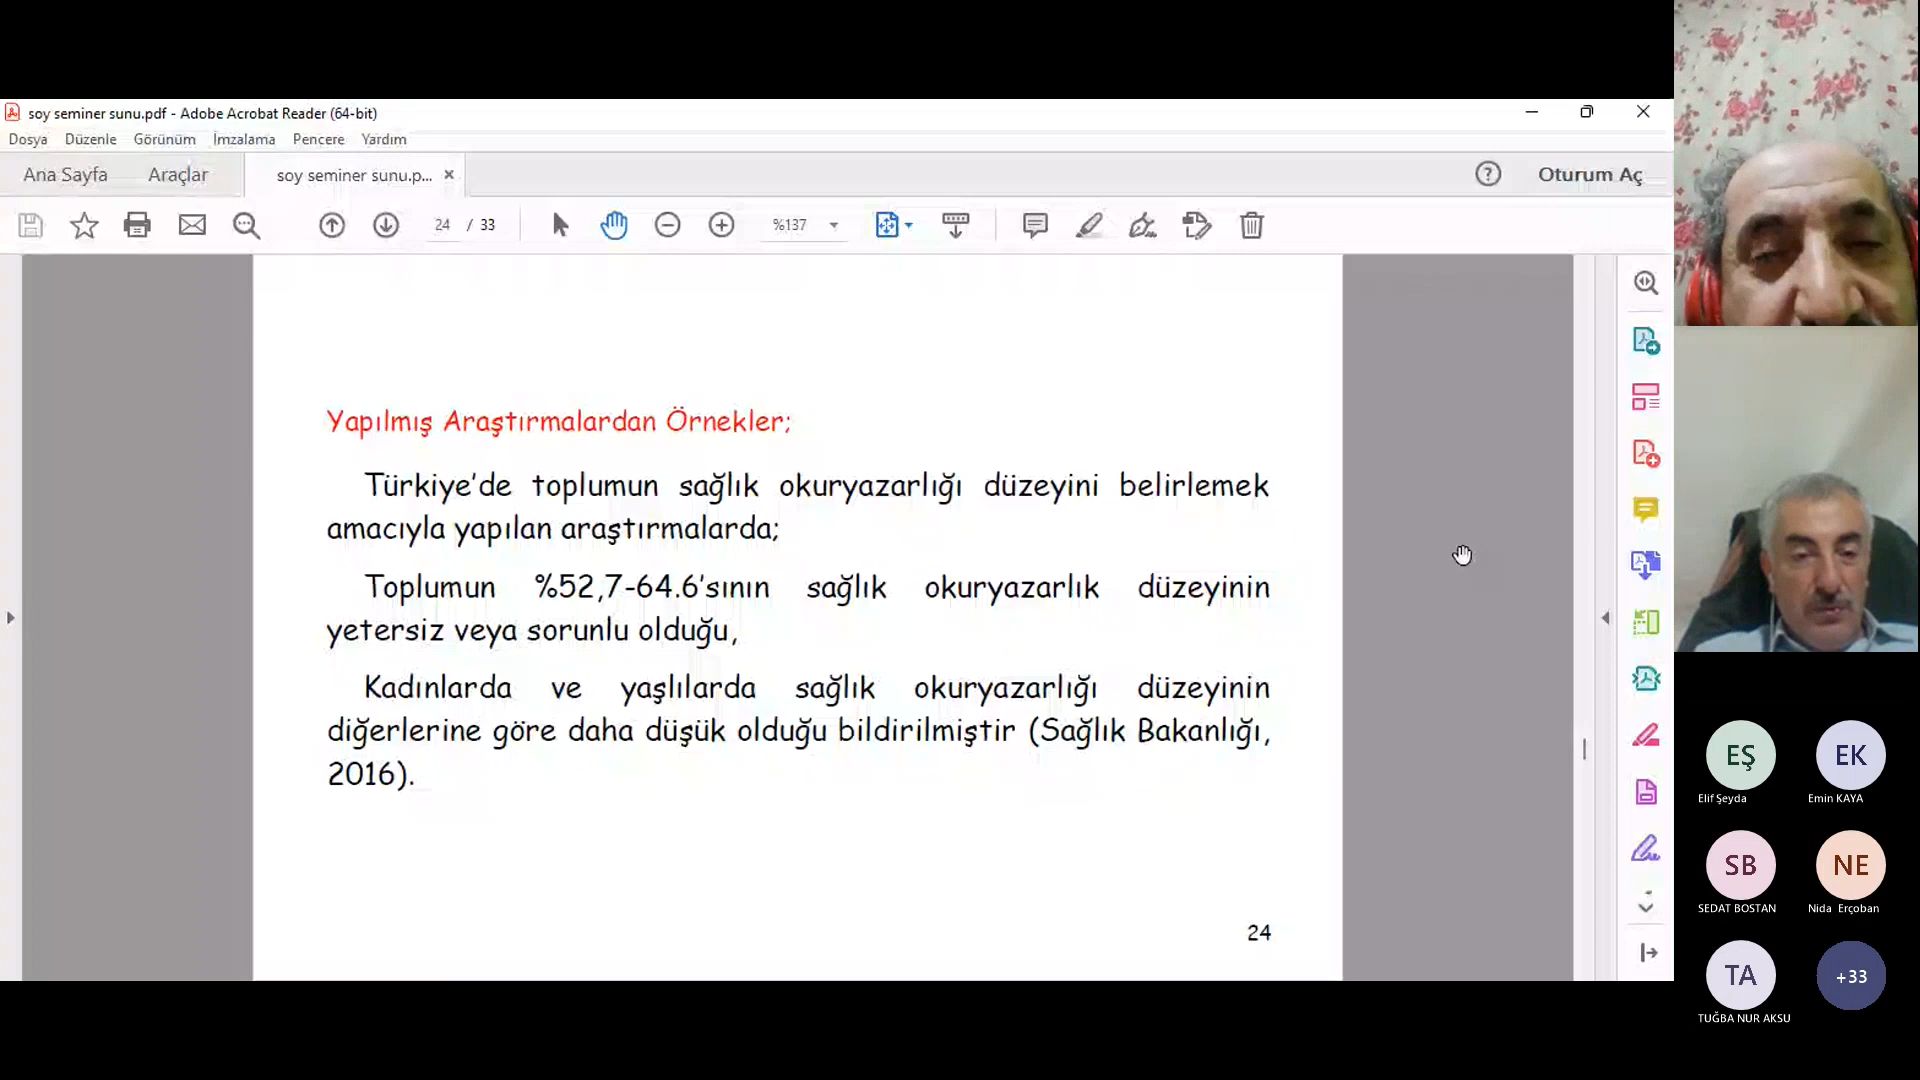 soy seminer sunu.pdf - Adobe Acrobat Reader (64-bit)
Dosya Düzenle Görünüm İmzalama Pencere Yardım
Ana Sayfa Araçlar soy seminer sunu.p... Oturum Aç
24 / 33 %137
Yapılmış Araştırmalardan Örnekler;
Türkiye’de toplumun sağlık okuryazarlığı düzeyini belirlemek
amacıyla yapılan araştırmalarda;
Toplumun %52,7-64.6’sının sağlık okuryazarlık düzeyinin
yetersiz veya sorunlu olduğu,
Kadınlarda ve yaşlılarda sağlık okuryazarlığı düzeyinin
diğerlerine göre daha düşük olduğu bildirilmiştir (Sağlık Bakanlığı,
2016).
24
EŞ EK
Elif Şeyda Emin KAYA
SB NE
SEDAT BOSTAN Nida Erçoban
TA +33
TUĞBA NUR AKSU